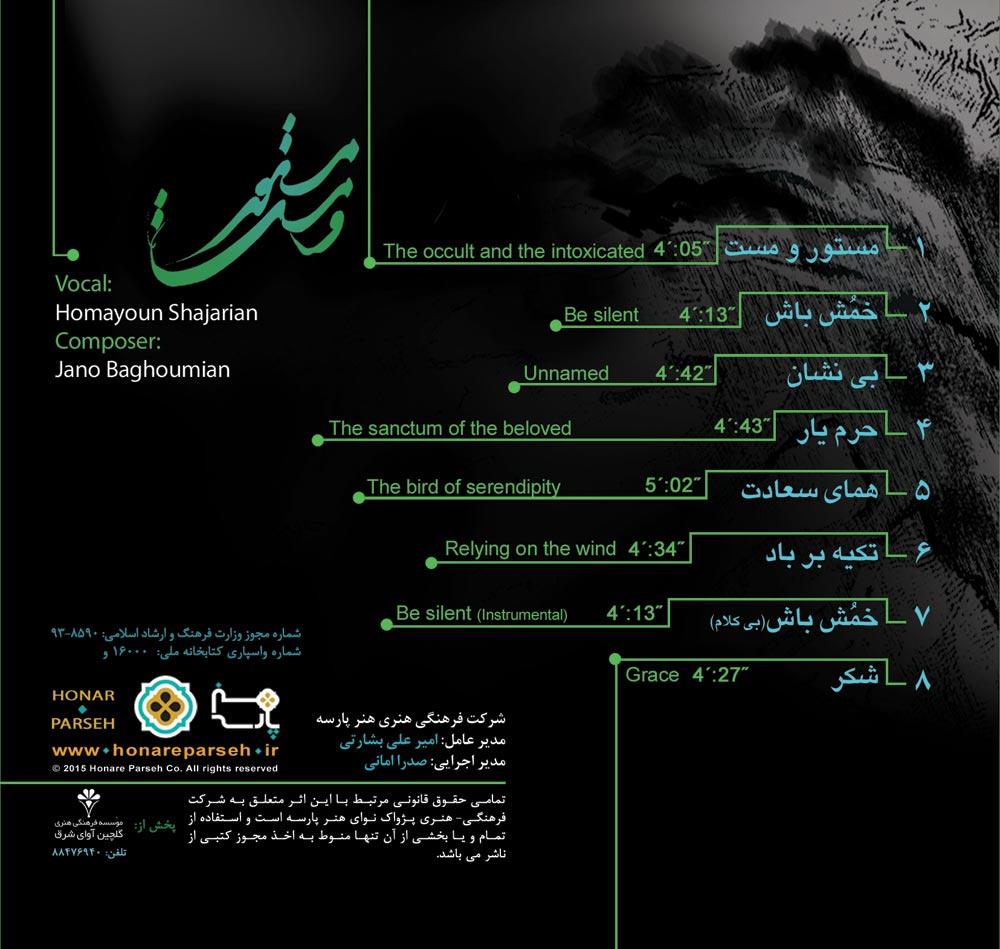 مستور و مست
Vocal:
Homayoun Shajarian
Composer:
Jano Baghoumian
۱ مستور و مست 4´:05˝ The occult and the intoxicated
۲ خمُش باش 4´:13˝ Be silent
۳ بی نشان 4´:42˝ Unnamed
۴ حرم یار 4´:43˝ The sanctum of the beloved
۵ همای سعادت 5´:02˝ The bird of serendipity
۶ تکیه بر باد 4´:34˝ Relying on the wind
۷ خمُش باش(بی کلام) 4´:13˝ Be silent (Instrumental)
۸ شکر 4´:27˝ Grace
شماره مجوز وزارت فرهنگ و ارشاد اسلامی: ۸۵۹۰-۹۳
شماره واسپاری کتابخانه ملی: ۱۶۰۰۰ و
HONAR
PARSEH
پارسه
www.honareparseh.ir
© 2015 Honare Parseh Co. All rights reserved
شرکت فرهنگی هنری هنر پارسه
مدیر عامل: امیر علی بشارتی
مدیر اجرایی: صدرا امانی
تمامی حقوق قانونی مرتبط با این اثر متعلق به شرکت
فرهنگی- هنری پژواک نوای هنر پارسه است و استفاده از
تمام و یا بخشی از آن تنها منوط به اخذ مجوز کتبی از
ناشر می باشد.
پخش از:
مؤسسه فرهنگی هنری
گلچین آوای شرق
تلفن: ۸۸۴۷۶۹۴۰